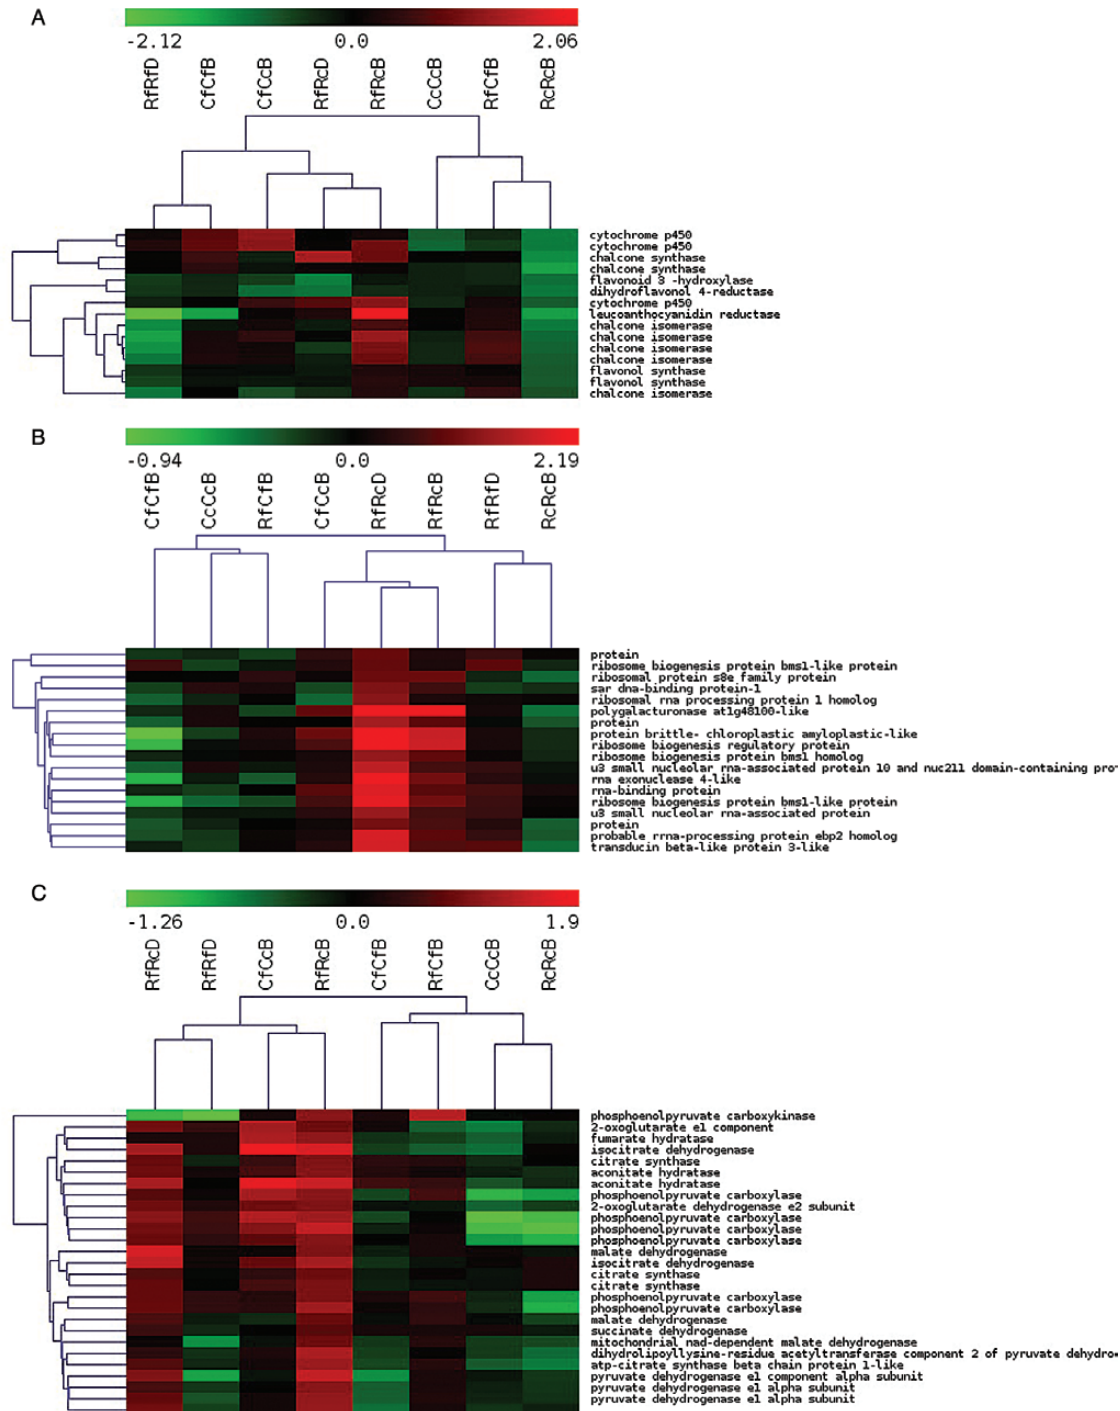 A
-2.12 0.0 2.06
RfRfD CfCfB CfCcB RfRcD RfRcB CcCcB RfCfB RcRcB
cytochrome p450
cytochrome p450
chalcone synthase
chalcone synthase
flavonoid 3 -hydroxylase
dihydroflavonol 4-reductase
cytochrome p450
leucoanthocyanidin reductase
chalcone isomerase
chalcone isomerase
chalcone isomerase
chalcone isomerase
flavonol synthase
flavonol synthase
chalcone isomerase
B
-0.94 0.0 2.19
CfCfB CcCcB RfCfB CfCcB RfRcD RfRcB RfRfD RcRcB
protein
ribosome biogenesis protein bms1-like protein
ribosomal protein s8e family protein
sar dna-binding protein-1
ribosomal rna processing protein 1 homolog
polygalacturonase at1g48100-like
protein
protein brittle- chloroplastic amyloplastic-like
ribosome biogenesis regulatory protein
ribosome biogenesis protein bms1 homolog
u3 small nucleolar rna-associated protein 10 and nuc211 domain-containing pro
rna exonuclease 4-like
rna-binding protein
ribosome biogenesis protein bms1-like protein
u3 small nucleolar rna-associated protein
protein
probable rrna-processing protein ebp2 homolog
transducin beta-like protein 3-like
C
-1.26 0.0 1.9
RfRcD RfRfD CfCcB RfRcB CfCfB RfCfB CcCcB RcRcB
phosphoenolpyruvate carboxykinase
2-oxoglutarate e1 component
fumarate hydratase
isocitrate dehydrogenase
citrate synthase
aconitate hydratase
aconitate hydratase
phosphoenolpyruvate carboxylase
2-oxoglutarate dehydrogenase e2 subunit
phosphoenolpyruvate carboxylase
phosphoenolpyruvate carboxylase
phosphoenolpyruvate carboxylase
malate dehydrogenase
isocitrate dehydrogenase
citrate synthase
citrate synthase
phosphoenolpyruvate carboxylase
phosphoenolpyruvate carboxylase
malate dehydrogenase
succinate dehydrogenase
mitochondrial nad-dependent malate dehydrogenase
dihydrolipoyllysine-residue acetyltransferase component 2 of pyruvate dehydro
atp-citrate synthase beta chain protein 1-like
pyruvate dehydrogenase e1 component alpha subunit
pyruvate dehydrogenase e1 alpha subunit
pyruvate dehydrogenase e1 alpha subunit